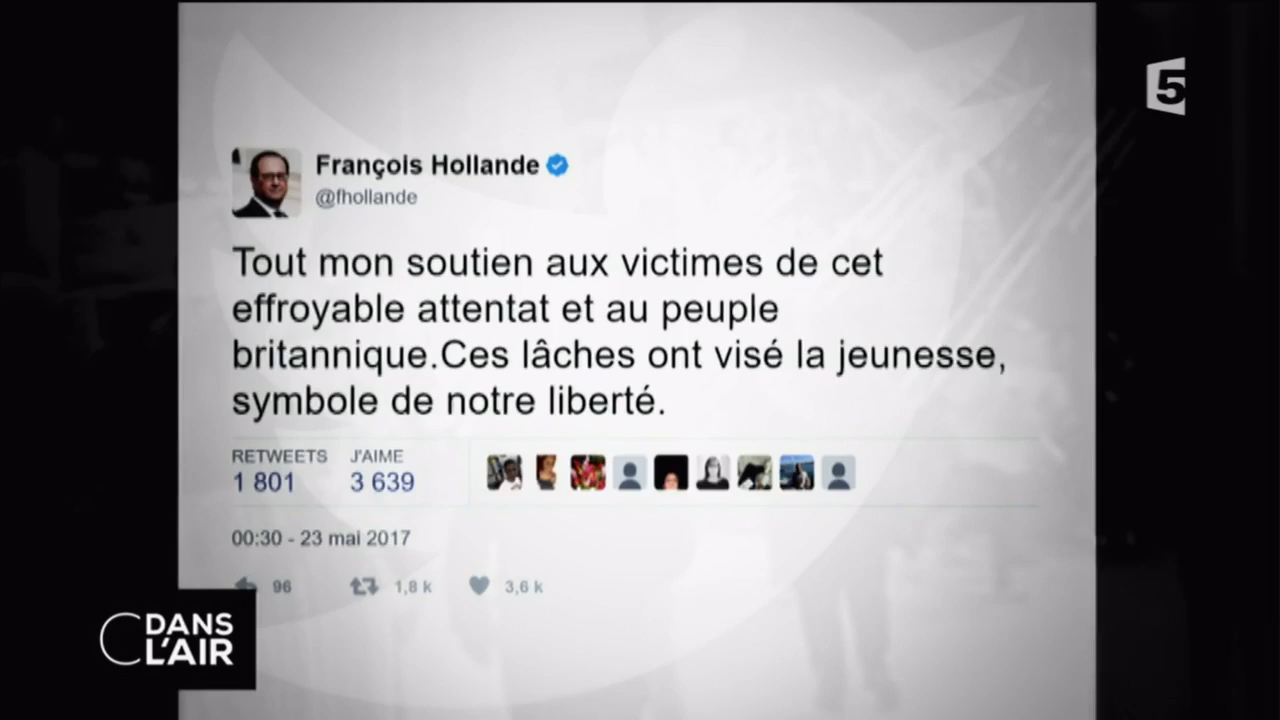 5
François Hollande
@fhollande
Tout mon soutien aux victimes de cet
effroyable attentat et au peuple
britannique.Ces lâches ont visé la jeunesse,
symbole de notre liberté.
RETWEETS J'AIME
1 801 3 639
00:30 - 23 mai 2017
96 1,8 k 3,6 k
C DANS
L'AIR